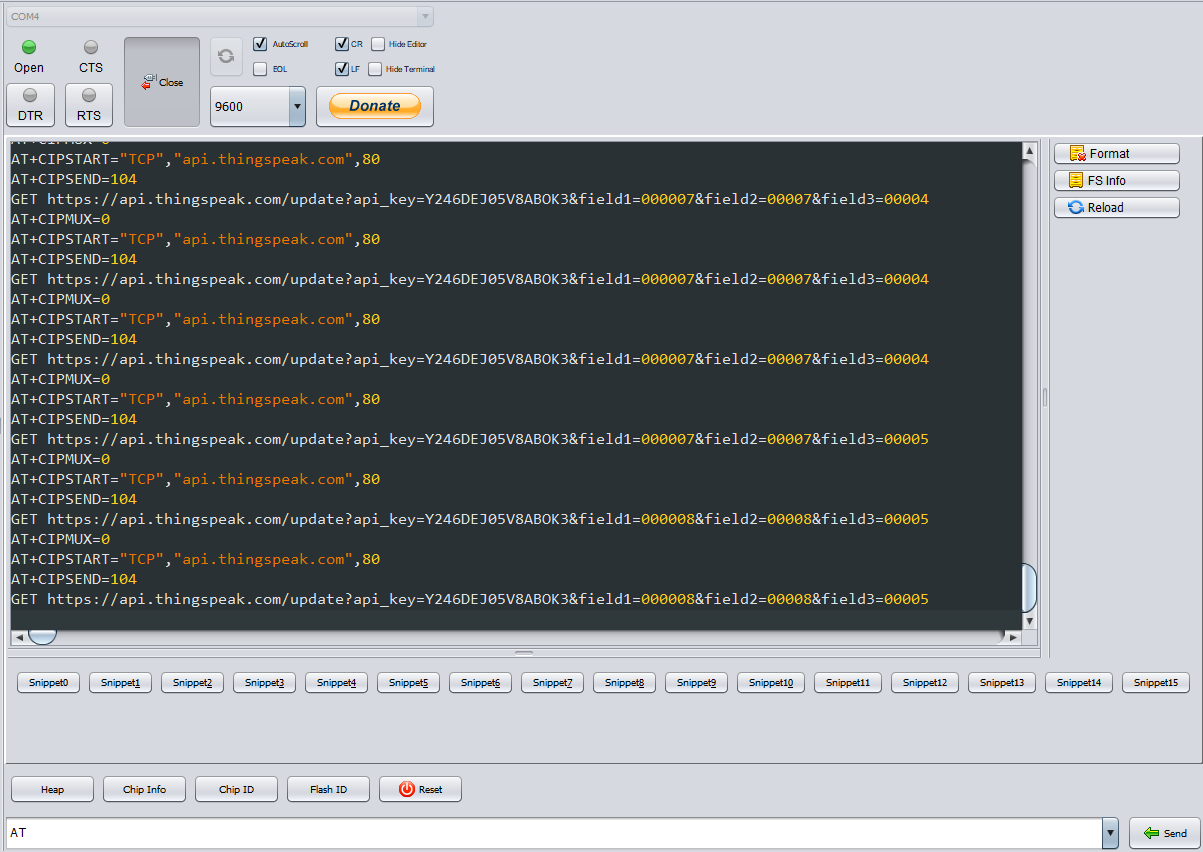 COM4
Open
CTS
Close
AutoScroll
CR
Hide Editor
EOL
LF
Hide Terminal
DTR
RTS
9600
Donate
AT+CIPMUX=0
AT+CIPSTART="TCP","api.thingspeak.com",80
AT+CIPSEND=104
GET https://api.thingspeak.com/update?api_key=Y246DEJ05V8ABOK3&field1=000007&field2=00007&field3=00004
AT+CIPMUX=0
AT+CIPSTART="TCP","api.thingspeak.com",80
AT+CIPSEND=104
GET https://api.thingspeak.com/update?api_key=Y246DEJ05V8ABOK3&field1=000007&field2=00007&field3=00004
AT+CIPMUX=0
AT+CIPSTART="TCP","api.thingspeak.com",80
AT+CIPSEND=104
GET https://api.thingspeak.com/update?api_key=Y246DEJ05V8ABOK3&field1=000007&field2=00007&field3=00004
AT+CIPMUX=0
AT+CIPSTART="TCP","api.thingspeak.com",80
AT+CIPSEND=104
GET https://api.thingspeak.com/update?api_key=Y246DEJ05V8ABOK3&field1=000007&field2=00007&field3=00005
AT+CIPMUX=0
AT+CIPSTART="TCP","api.thingspeak.com",80
AT+CIPSEND=104
GET https://api.thingspeak.com/update?api_key=Y246DEJ05V8ABOK3&field1=000008&field2=00008&field3=00005
AT+CIPMUX=0
AT+CIPSTART="TCP","api.thingspeak.com",80
AT+CIPSEND=104
GET https://api.thingspeak.com/update?api_key=Y246DEJ05V8ABOK3&field1=000008&field2=00008&field3=00005
Format
FS Info
Reload
Snippet0 Snippet1 Snippet2 Snippet3 Snippet4 Snippet5 Snippet6 Snippet7 Snippet8 Snippet9 Snippet10 Snippet11 Snippet12 Snippet13 Snippet14 Snippet15
Heap Chip Info Chip ID Flash ID Reset
AT
Send